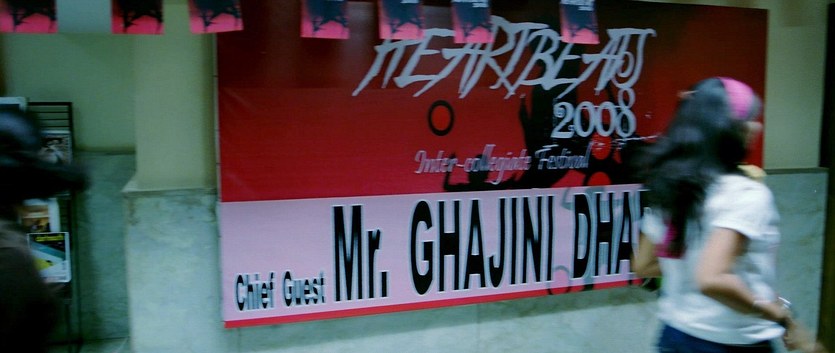 HEARTBEATS
2008
Inter-collegiate Festival
Chief Guest Mr. GHAJINI